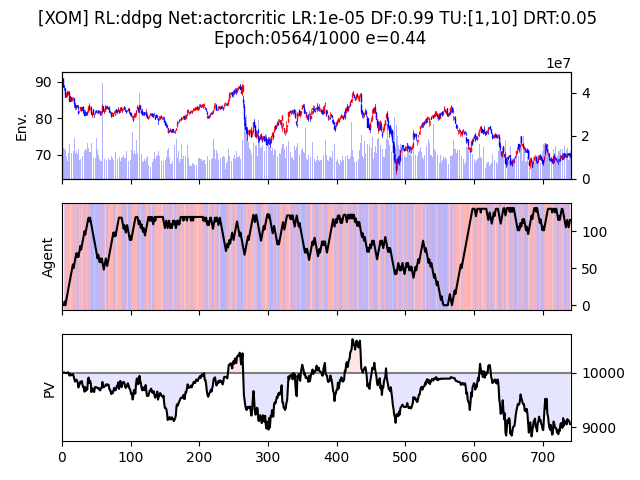 [XOM] RL:ddpg Net:actorcritic LR:1e-05 DF:0.99 TU:[1,10] DRT:0.05
Epoch:0564/1000 e=0.44
1e7
90
80
70
Env.
4
2
0
Agent
100
50
0
PV
10000
9000
0 100 200 300 400 500 600 700